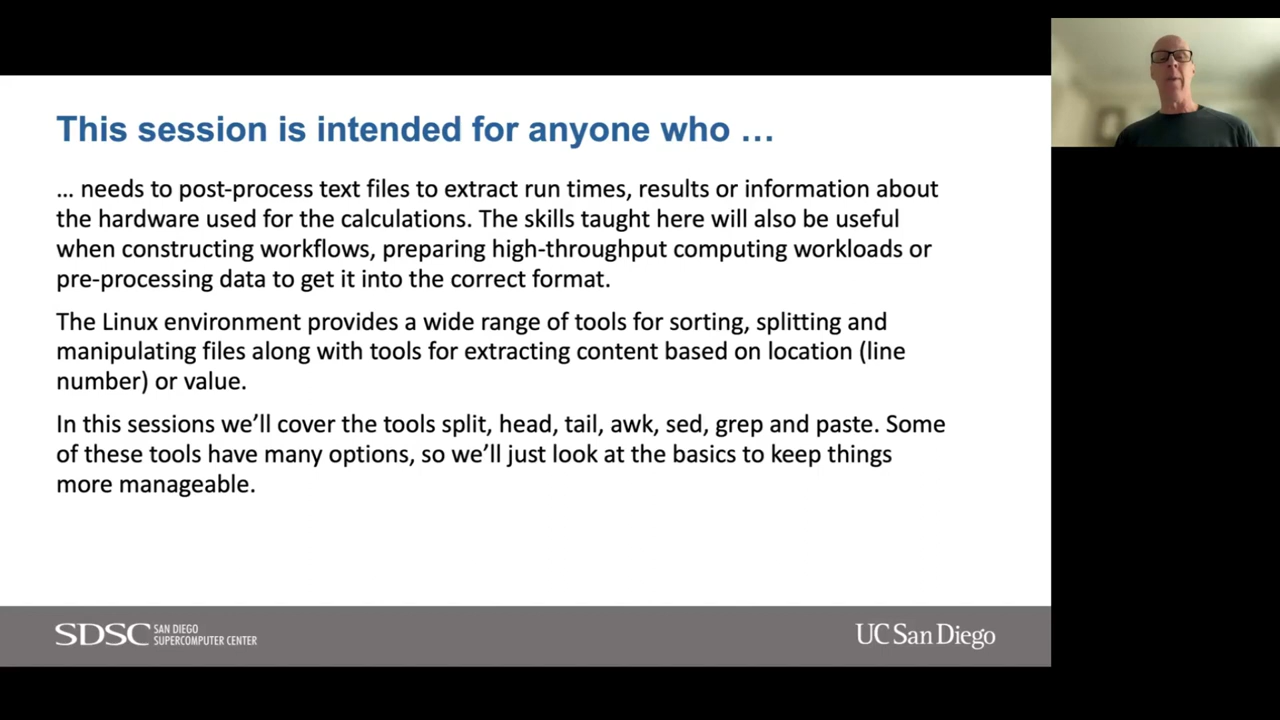 This session is intended for anyone who …
… needs to post-process text files to extract run times, results or information about
the hardware used for the calculations. The skills taught here will also be useful
when constructing workflows, preparing high-throughput computing workloads or
pre-processing data to get it into the correct format.
The Linux environment provides a wide range of tools for sorting, splitting and
manipulating files along with tools for extracting content based on location (line
number) or value.
In this sessions we’ll cover the tools split, head, tail, awk, sed, grep and paste. Some
of these tools have many options, so we’ll just look at the basics to keep things
more manageable.
SDSC SAN DIEGO
SUPERCOMPUTER CENTER
UC San Diego